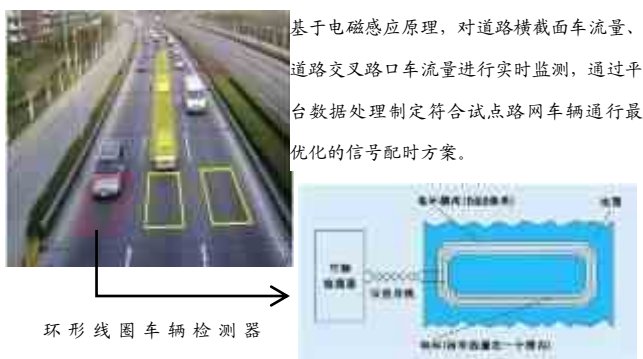 基于电磁感应原理，对道路横截面车流量、
道路交叉路口车流量进行实时监测，通过平
台数据处理制定符合试点路网车辆通行最
优化的信号配时方案。
环形线圈车辆检测器